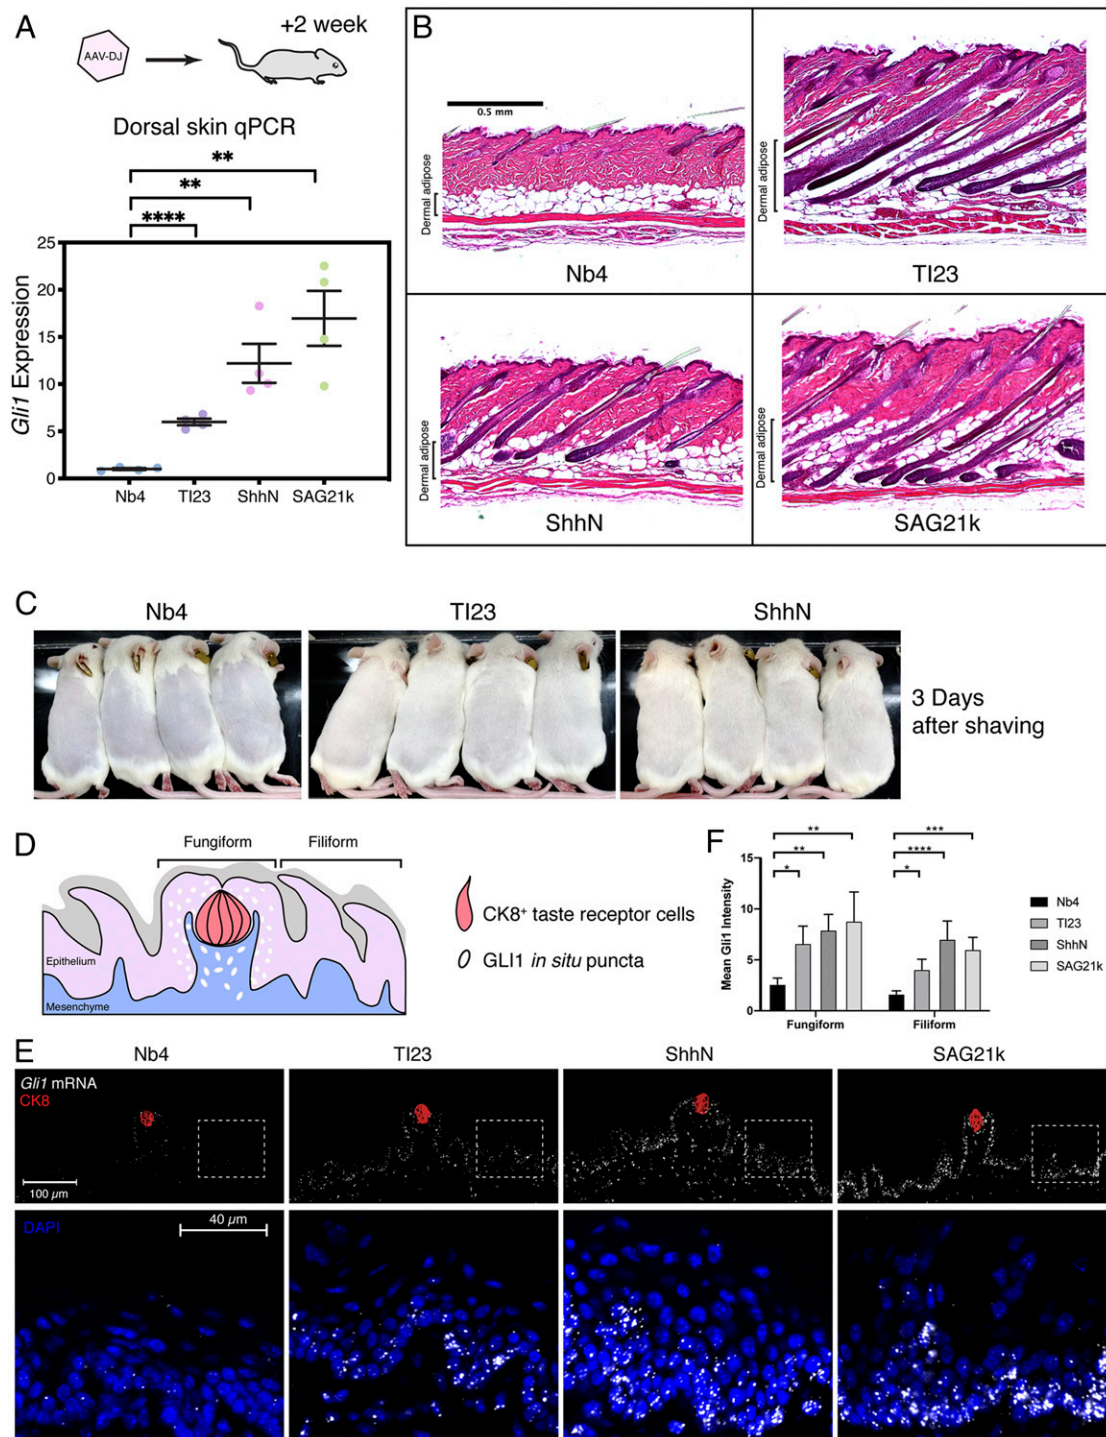 A
+2 week
AAV-DJ
Dorsal skin qPCR
**
**
****
Gli1 Expression
25
20
15
10
5
0
Nb4
TI23
ShhN
SAG21k
B
0.5 mm
Dermal adipose
Nb4
Dermal adipose
TI23
Dermal adipose
ShhN
Dermal adipose
SAG21k
C
Nb4
TI23
ShhN
3 Days
after shaving
D
Fungiform
Filiform
Epithelium
Mesenchyme
CK8+ taste receptor cells
GLI1 in situ puncta
F
Mean Gli1 Intensity
15
10
5
0
**
**
*
***
****
*
Fungiform
Filiform
Nb4
TI23
ShhN
SAG21k
E
Nb4
TI23
ShhN
SAG21k
Gli1 mRNA
CK8
100 µm
DAPI
40 µm